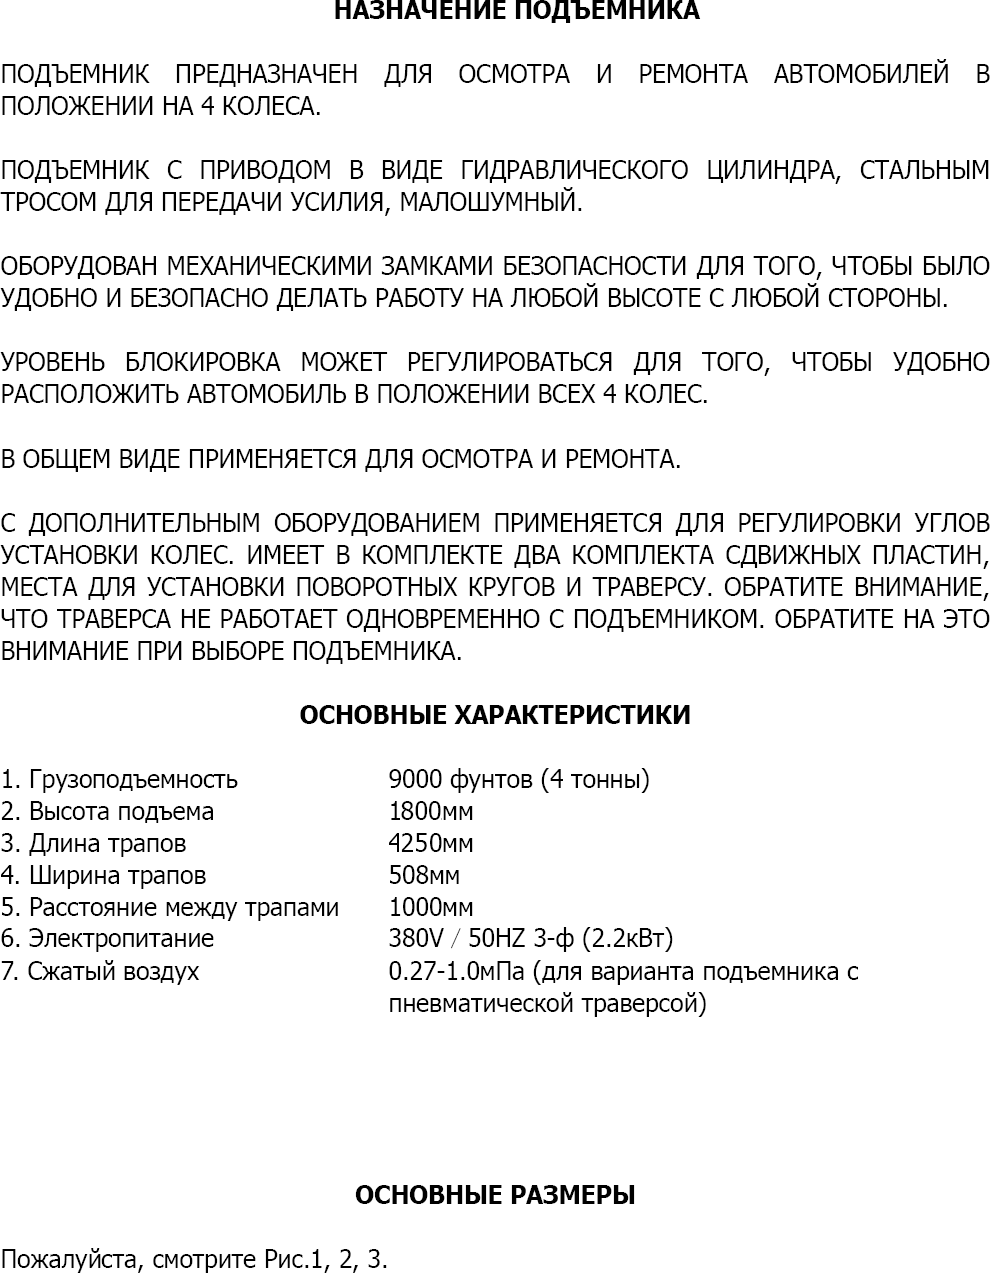 НАЗНАЧЕНИЕ ПОДЪЕМНИКА
ПОДЪЕМНИК ПРЕДНАЗНАЧЕН ДЛЯ ОСМОТРА И РЕМОНТА АВТОМОБИЛЕЙ В
ПОЛОЖЕНИИ НА 4 КОЛЕСА.
ПОДЪЕМНИК С ПРИВОДОМ В ВИДЕ ГИДРАВЛИЧЕСКОГО ЦИЛИНДРА, СТАЛЬНЫМ
ТРОСОМ ДЛЯ ПЕРЕДАЧИ УСИЛИЯ, МАЛОШУМНЫЙ.
ОБОРУДОВАН МЕХАНИЧЕСКИМИ ЗАМКАМИ БЕЗОПАСНОСТИ ДЛЯ ТОГО, ЧТОБЫ БЫЛО
УДОБНО И БЕЗОПАСНО ДЕЛАТЬ РАБОТУ НА ЛЮБОЙ ВЫСОТЕ С ЛЮБОЙ СТОРОНЫ.
УРОВЕНЬ БЛОКИРОВКА МОЖЕТ РЕГУЛИРОВАТЬСЯ ДЛЯ ТОГО, ЧТОБЫ УДОБНО
РАСПОЛОЖИТЬ АВТОМОБИЛЬ В ПОЛОЖЕНИИ ВСЕХ 4 КОЛЕС.
В ОБЩЕМ ВИДЕ ПРИМЕНЯЕТСЯ ДЛЯ ОСМОТРА И РЕМОНТА.
С ДОПОЛНИТЕЛЬНЫМ ОБОРУДОВАНИЕМ ПРИМЕНЯЕТСЯ ДЛЯ РЕГУЛИРОВКИ УГЛОВ
УСТАНОВКИ КОЛЕС. ИМЕЕТ В КОМПЛЕКТЕ ДВА КОМПЛЕКТА СДВИЖНЫХ ПЛАСТИН,
МЕСТА ДЛЯ УСТАНОВКИ ПОВОРОТНЫХ КРУГОВ И ТРАВЕРСУ. ОБРАТИТЕ ВНИМАНИЕ,
ЧТО ТРАВЕРСА НЕ РАБОТАЕТ ОДНОВРЕМЕННО С ПОДЪЕМНИКОМ. ОБРАТИТЕ НА ЭТО
ВНИМАНИЕ ПРИ ВЫБОРЕ ПОДЪЕМНИКА.
ОСНОВНЫЕ ХАРАКТЕРИСТИКИ
1. Грузоподъемность 9000 фунтов (4 тонны)
2. Высота подъема 1800мм
3. Длина трапов 4250мм
4. Ширина трапов 508мм
5. Расстояние между трапами 1000мм
6. Электропитание 380V / 50HZ 3-ф (2.2кВт)
7. Сжатый воздух 0.27-1.0мПа (для варианта подъемника с
пневматической траверсой)
ОСНОВНЫЕ РАЗМЕРЫ
Пожалуйста, смотрите Рис.1, 2, 3.